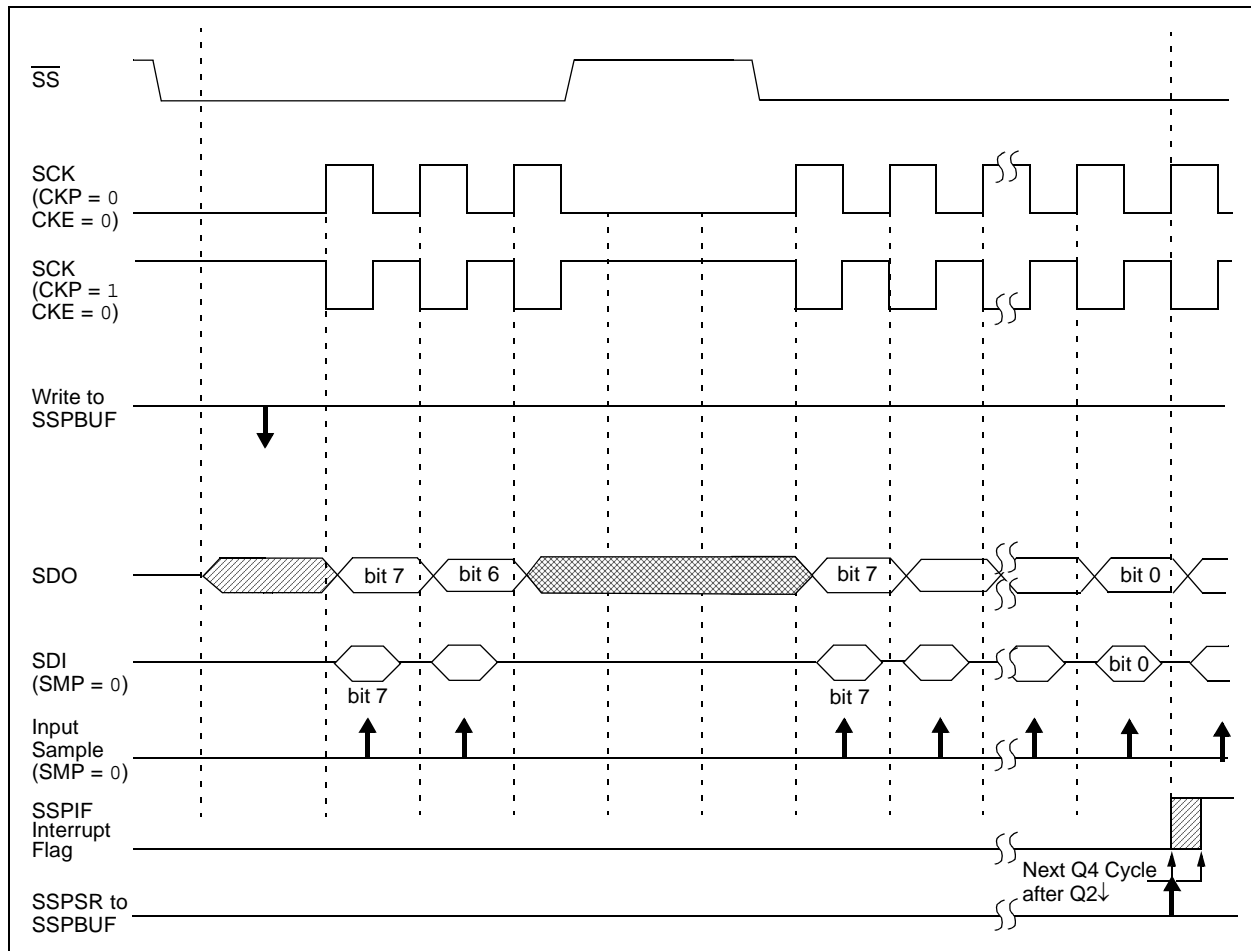 SS
SCK
(CKP = 0
CKE = 0)
SCK
(CKP = 1
CKE = 0)
Write to
SSPBUF
SDO
bit 7
bit 6
bit 7
bit 0
SDI
(SMP = 0)
bit 7
bit 7
bit 0
Input
Sample
(SMP = 0)
SSPIF
Interrupt
Flag
Next Q4 Cycle
after Q2↓
SSPSR to
SSPBUF